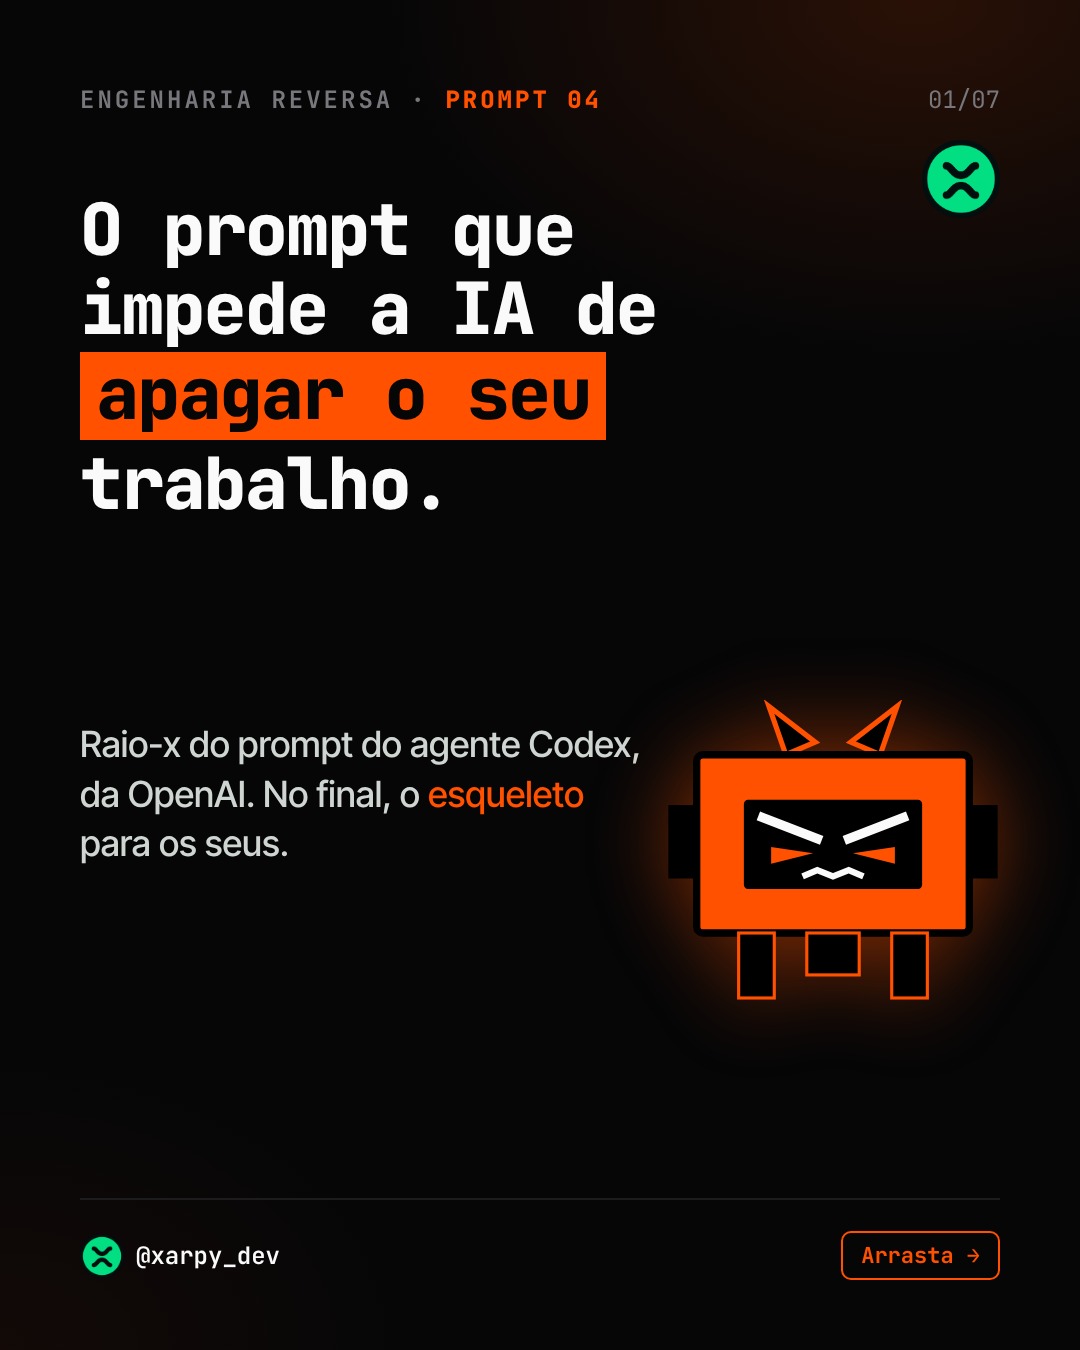 ENGENHARIA REVERSA · PROMPT 04
01/07
O prompt que
impede a IA de
apagar o seu
trabalho.
Raio-x do prompt do agente Codex,
da OpenAI. No final, o esqueleto
para os seus.
@xarpy_dev
Arrasta →